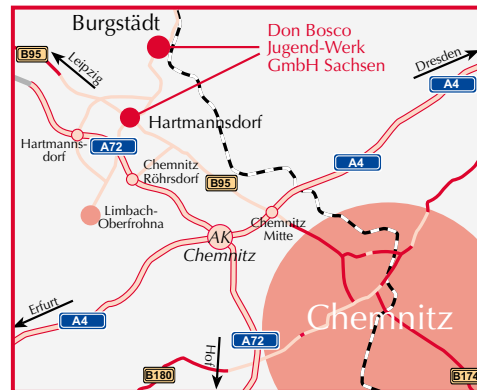 Burgstädt
Don Bosco
Jugend-Werk
GmbH Sachsen
B95
Leipzig
Dresden
A4
Hartmannsdorf
Hartmanns-
dorf
A72
A4
Chemnitz
Röhrsdorf
B95
Limbach-
Oberfrohna
Chemnitz
Mitte
AK
Chemnitz
Erfurt
Chemnitz
A4
Hof
A72
B180
B174